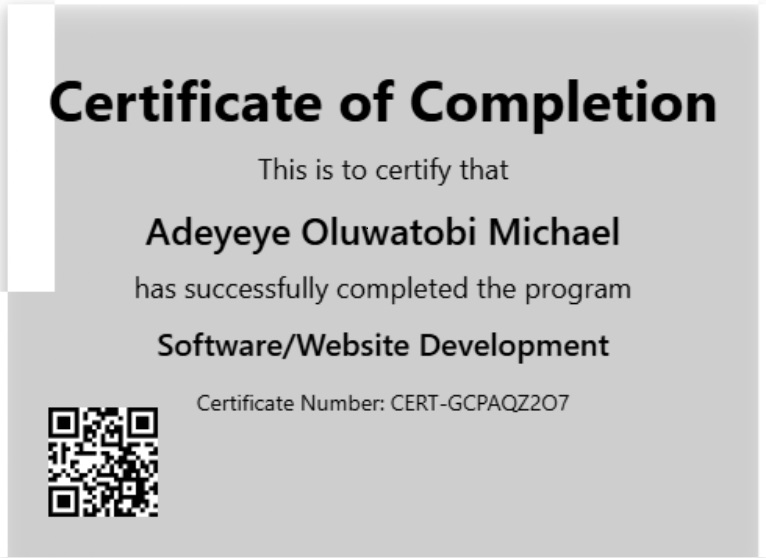 Certificate of Completion
This is to certify that
Adeyeye Oluwatobi Michael
has successfully completed the program
Software/Website Development
Certificate Number: CERT-GCPAQZ2O7